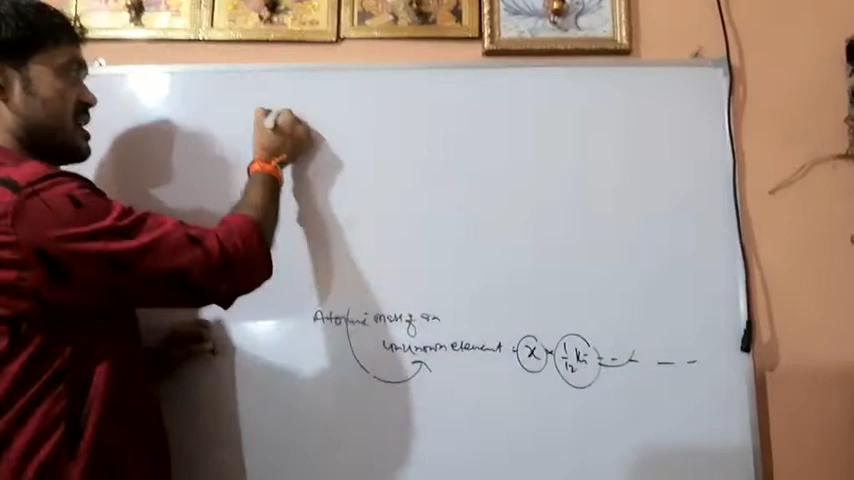 Atomic mass of an
unknown element = x × 1/12